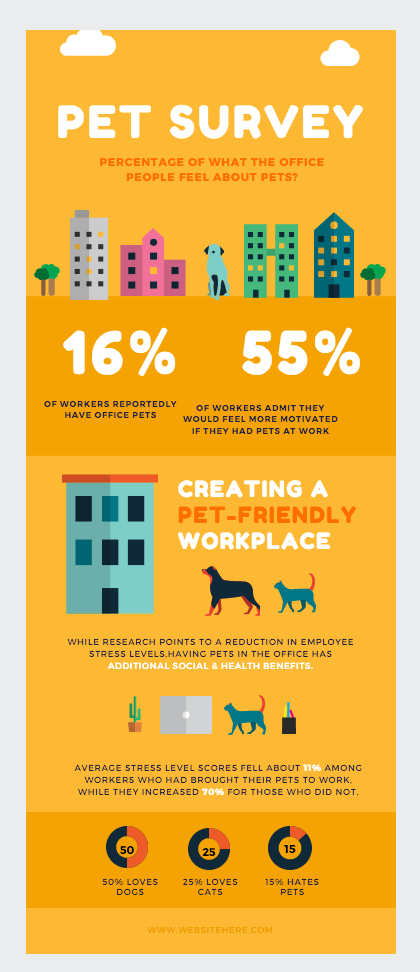 PET SURVEY
PERCENTAGE OF WHAT THE OFFICE
PEOPLE FEEL ABOUT PETS?
16%
OF WORKERS REPORTEDLY
HAVE OFFICE PETS
55%
OF WORKERS ADMIT THEY
WOULD FEEL MORE MOTIVATED
IF THEY HAD PETS AT WORK
CREATING A
PET-FRIENDLY
WORKPLACE
WHILE RESEARCH POINTS TO A REDUCTION IN EMPLOYEE
STRESS LEVELS,HAVING PETS IN THE OFFICE HAS
ADDITIONAL SOCIAL & HEALTH BENEFITS.
AVERAGE STRESS LEVEL SCORES FELL ABOUT 11% AMONG
WORKERS WHO HAD BROUGHT THEIR PETS TO WORK,
WHILE THEY INCREASED 70% FOR THOSE WHO DID NOT.
50
50% LOVES
DOGS
25
25% LOVES
CATS
15
15% HATES
PETS
WWW.WEBSITEHERE.COM